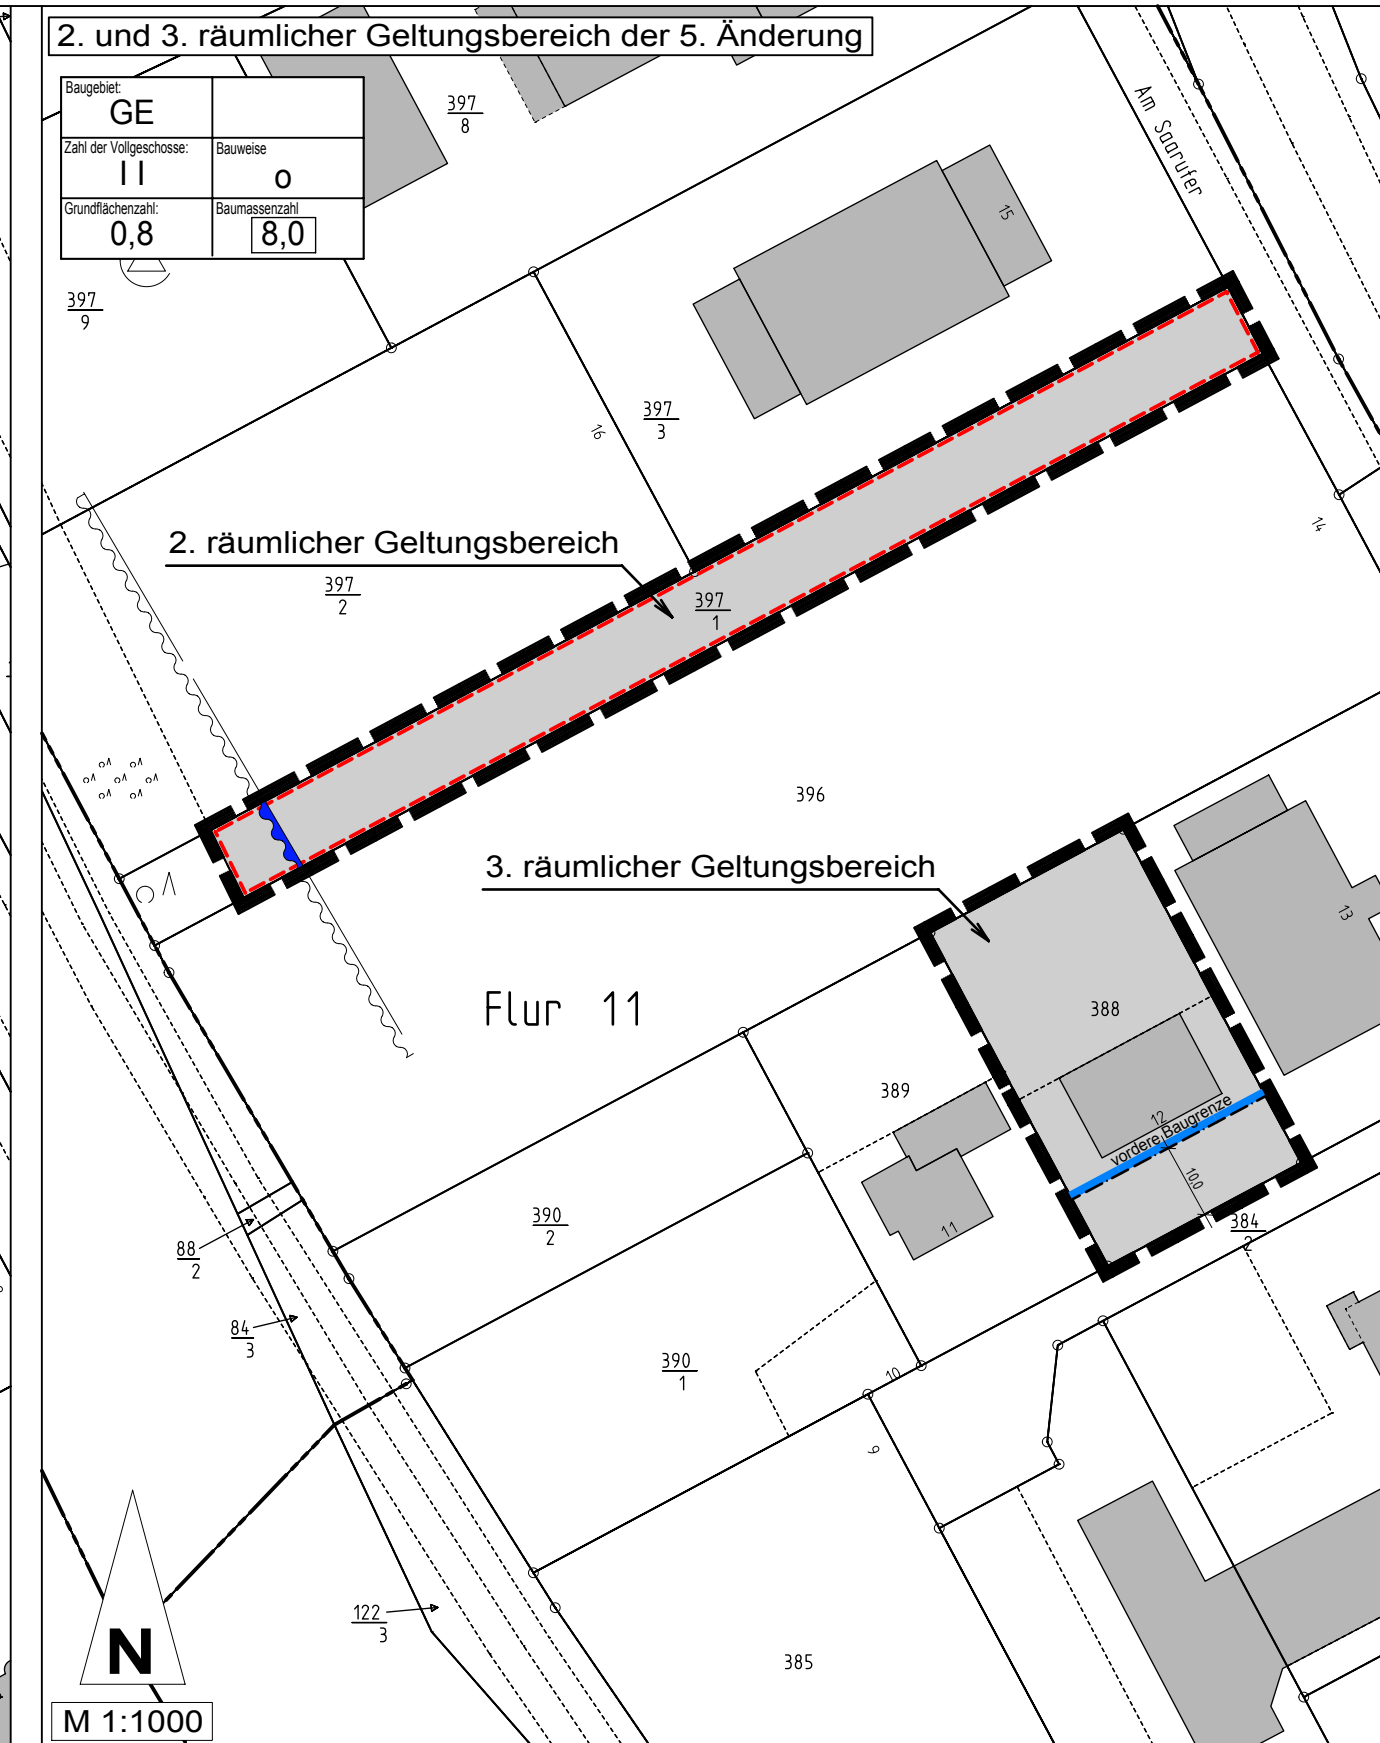 2. und 3. räumlicher Geltungsbereich der 5. Änderung
Baugebiet:
GE
Zahl der Vollgeschosse:
II
Bauweise
o
Grundflächenzahl:
0,8
Baumassenzahl
8,0
397
8
Am Saarufer
15
397
9
397
3
16
14
2. räumlicher Geltungsbereich
397
2
397
1
396
3. räumlicher Geltungsbereich
13
Flur 11
388
389
12
vordere Baugrenze
10.0
11
390
2
384
2
88
2
84
3
390
1
10
9
122
3
385
N
M 1:1000